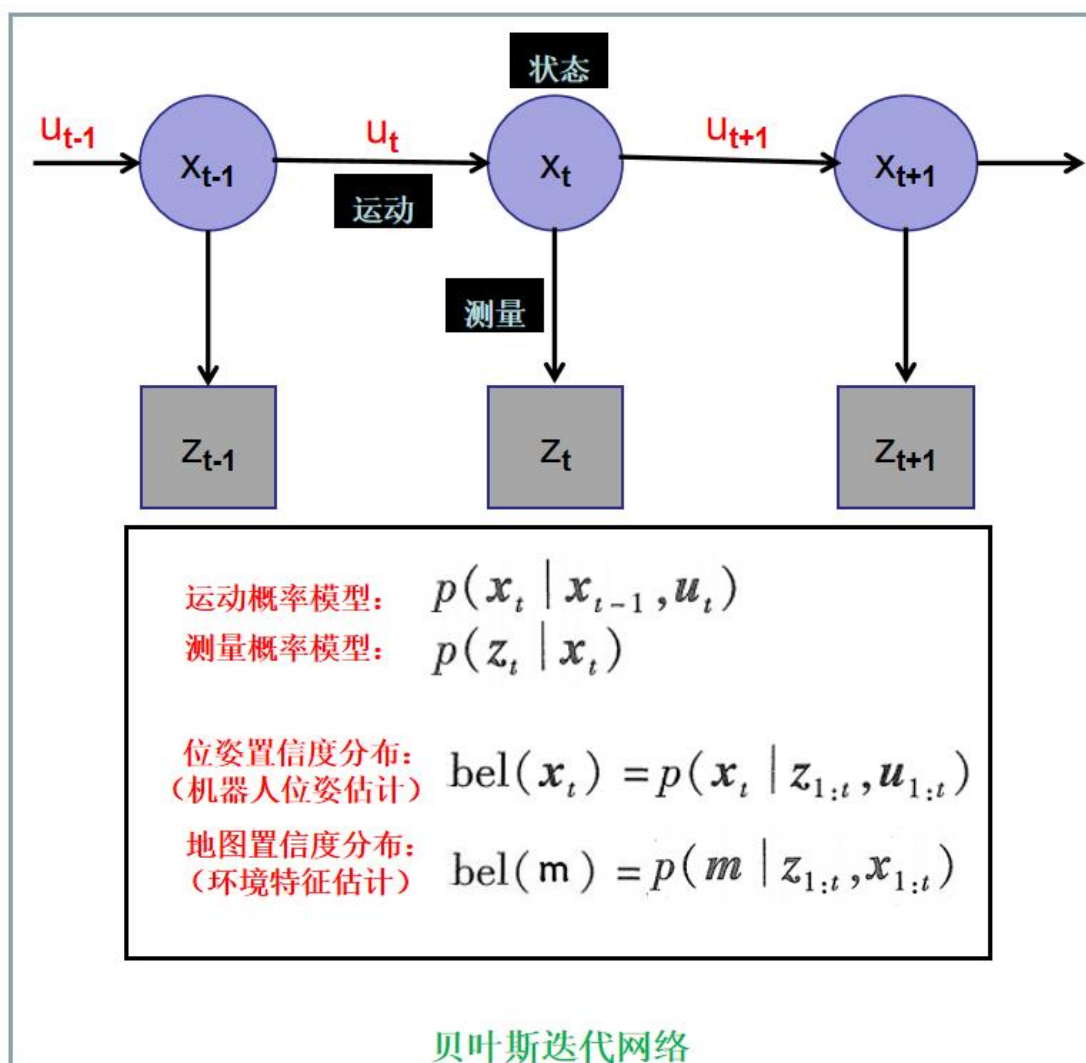 状态
u_{t-1} u_t u_{t+1}
x_{t-1} x_t x_{t+1}
运动
测量
z_{t-1} z_t z_{t+1}
运动概率模型： p(x_t | x_{t-1}, u_t)
测量概率模型： p(z_t | x_t)
位姿置信度分布：
（机器人位姿估计） bel(x_t) = p(x_t | z_{1:t}, u_{1:t})
地图置信度分布：
（环境特征估计） bel(m) = p(m | z_{1:t}, x_{1:t})
贝叶斯迭代网络